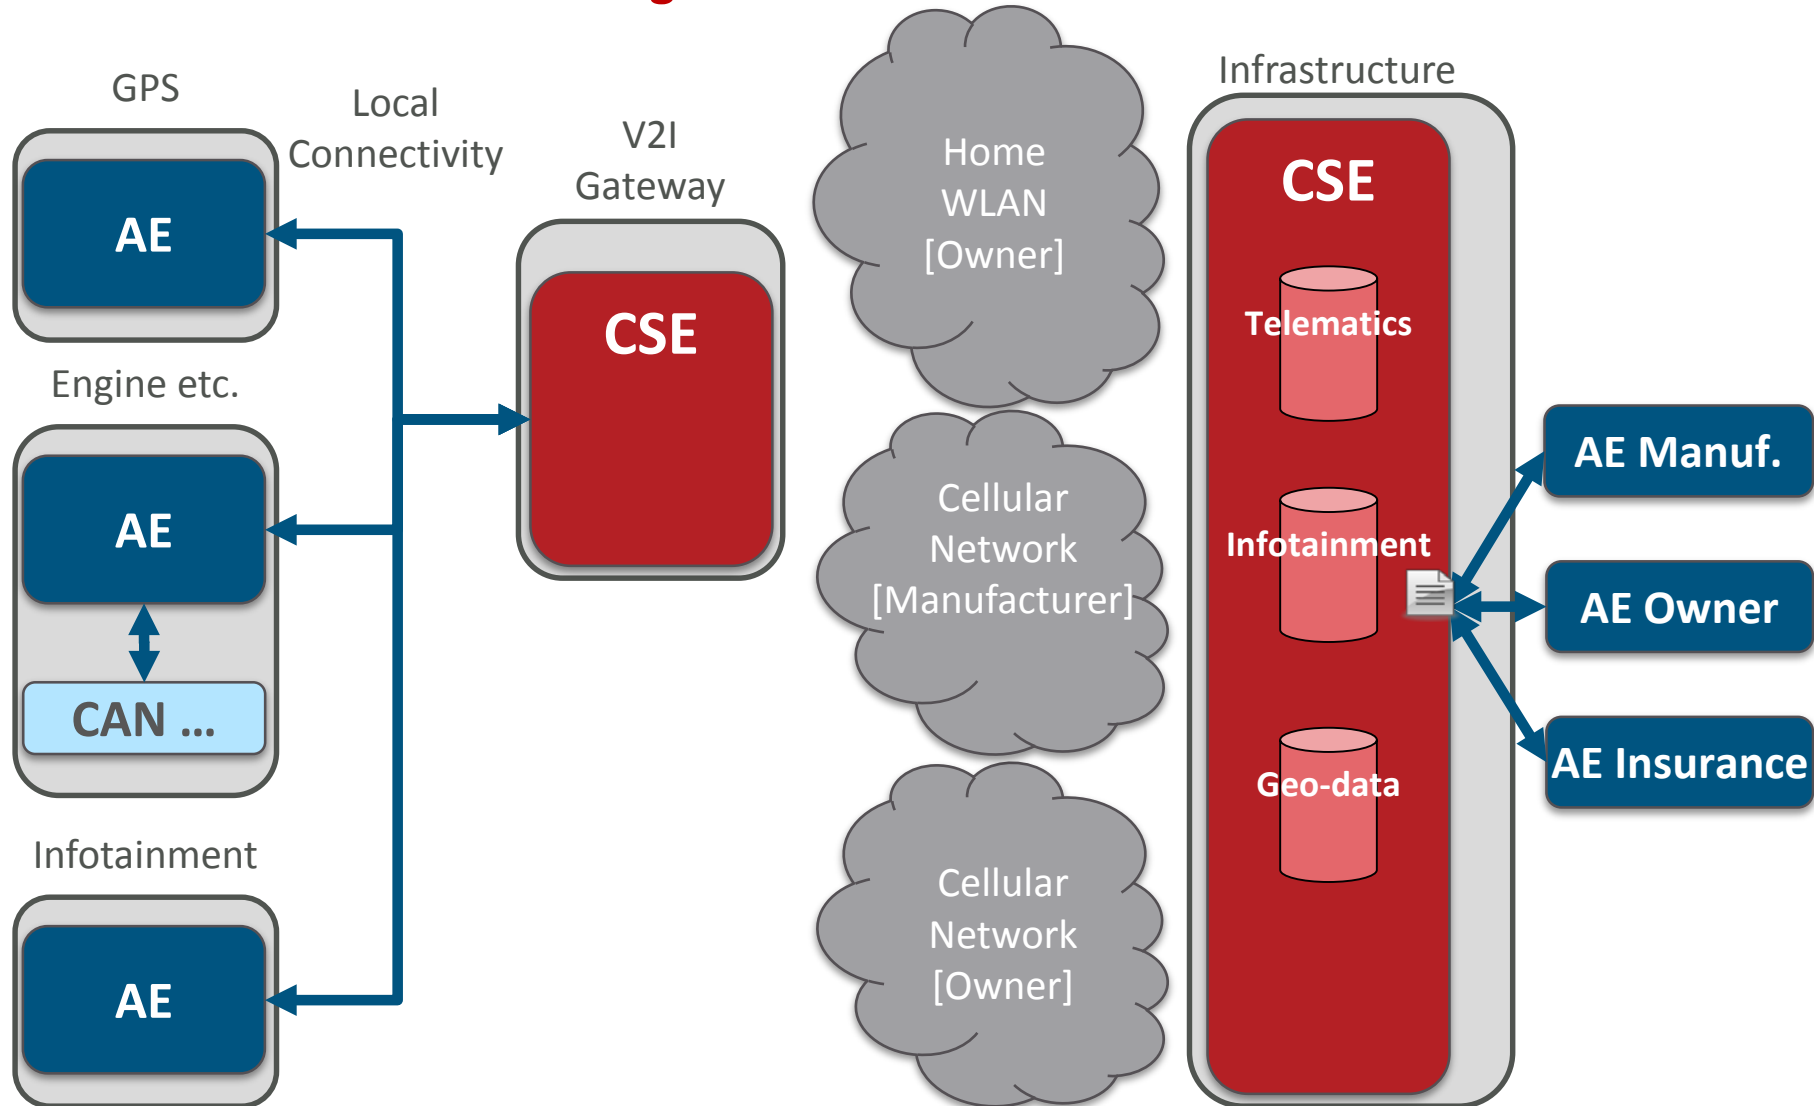 GPS
AE
Engine etc.
AE
CAN ...
Infotainment
AE
Local
Connectivity
V2I
Gateway
CSE
Home
WLAN
[Owner]
Cellular
Network
[Manufacturer]
Cellular
Network
[Owner]
Infrastructure
CSE
Telematics
Infotainment
Geo-data
AE Manuf.
AE Owner
AE Insurance